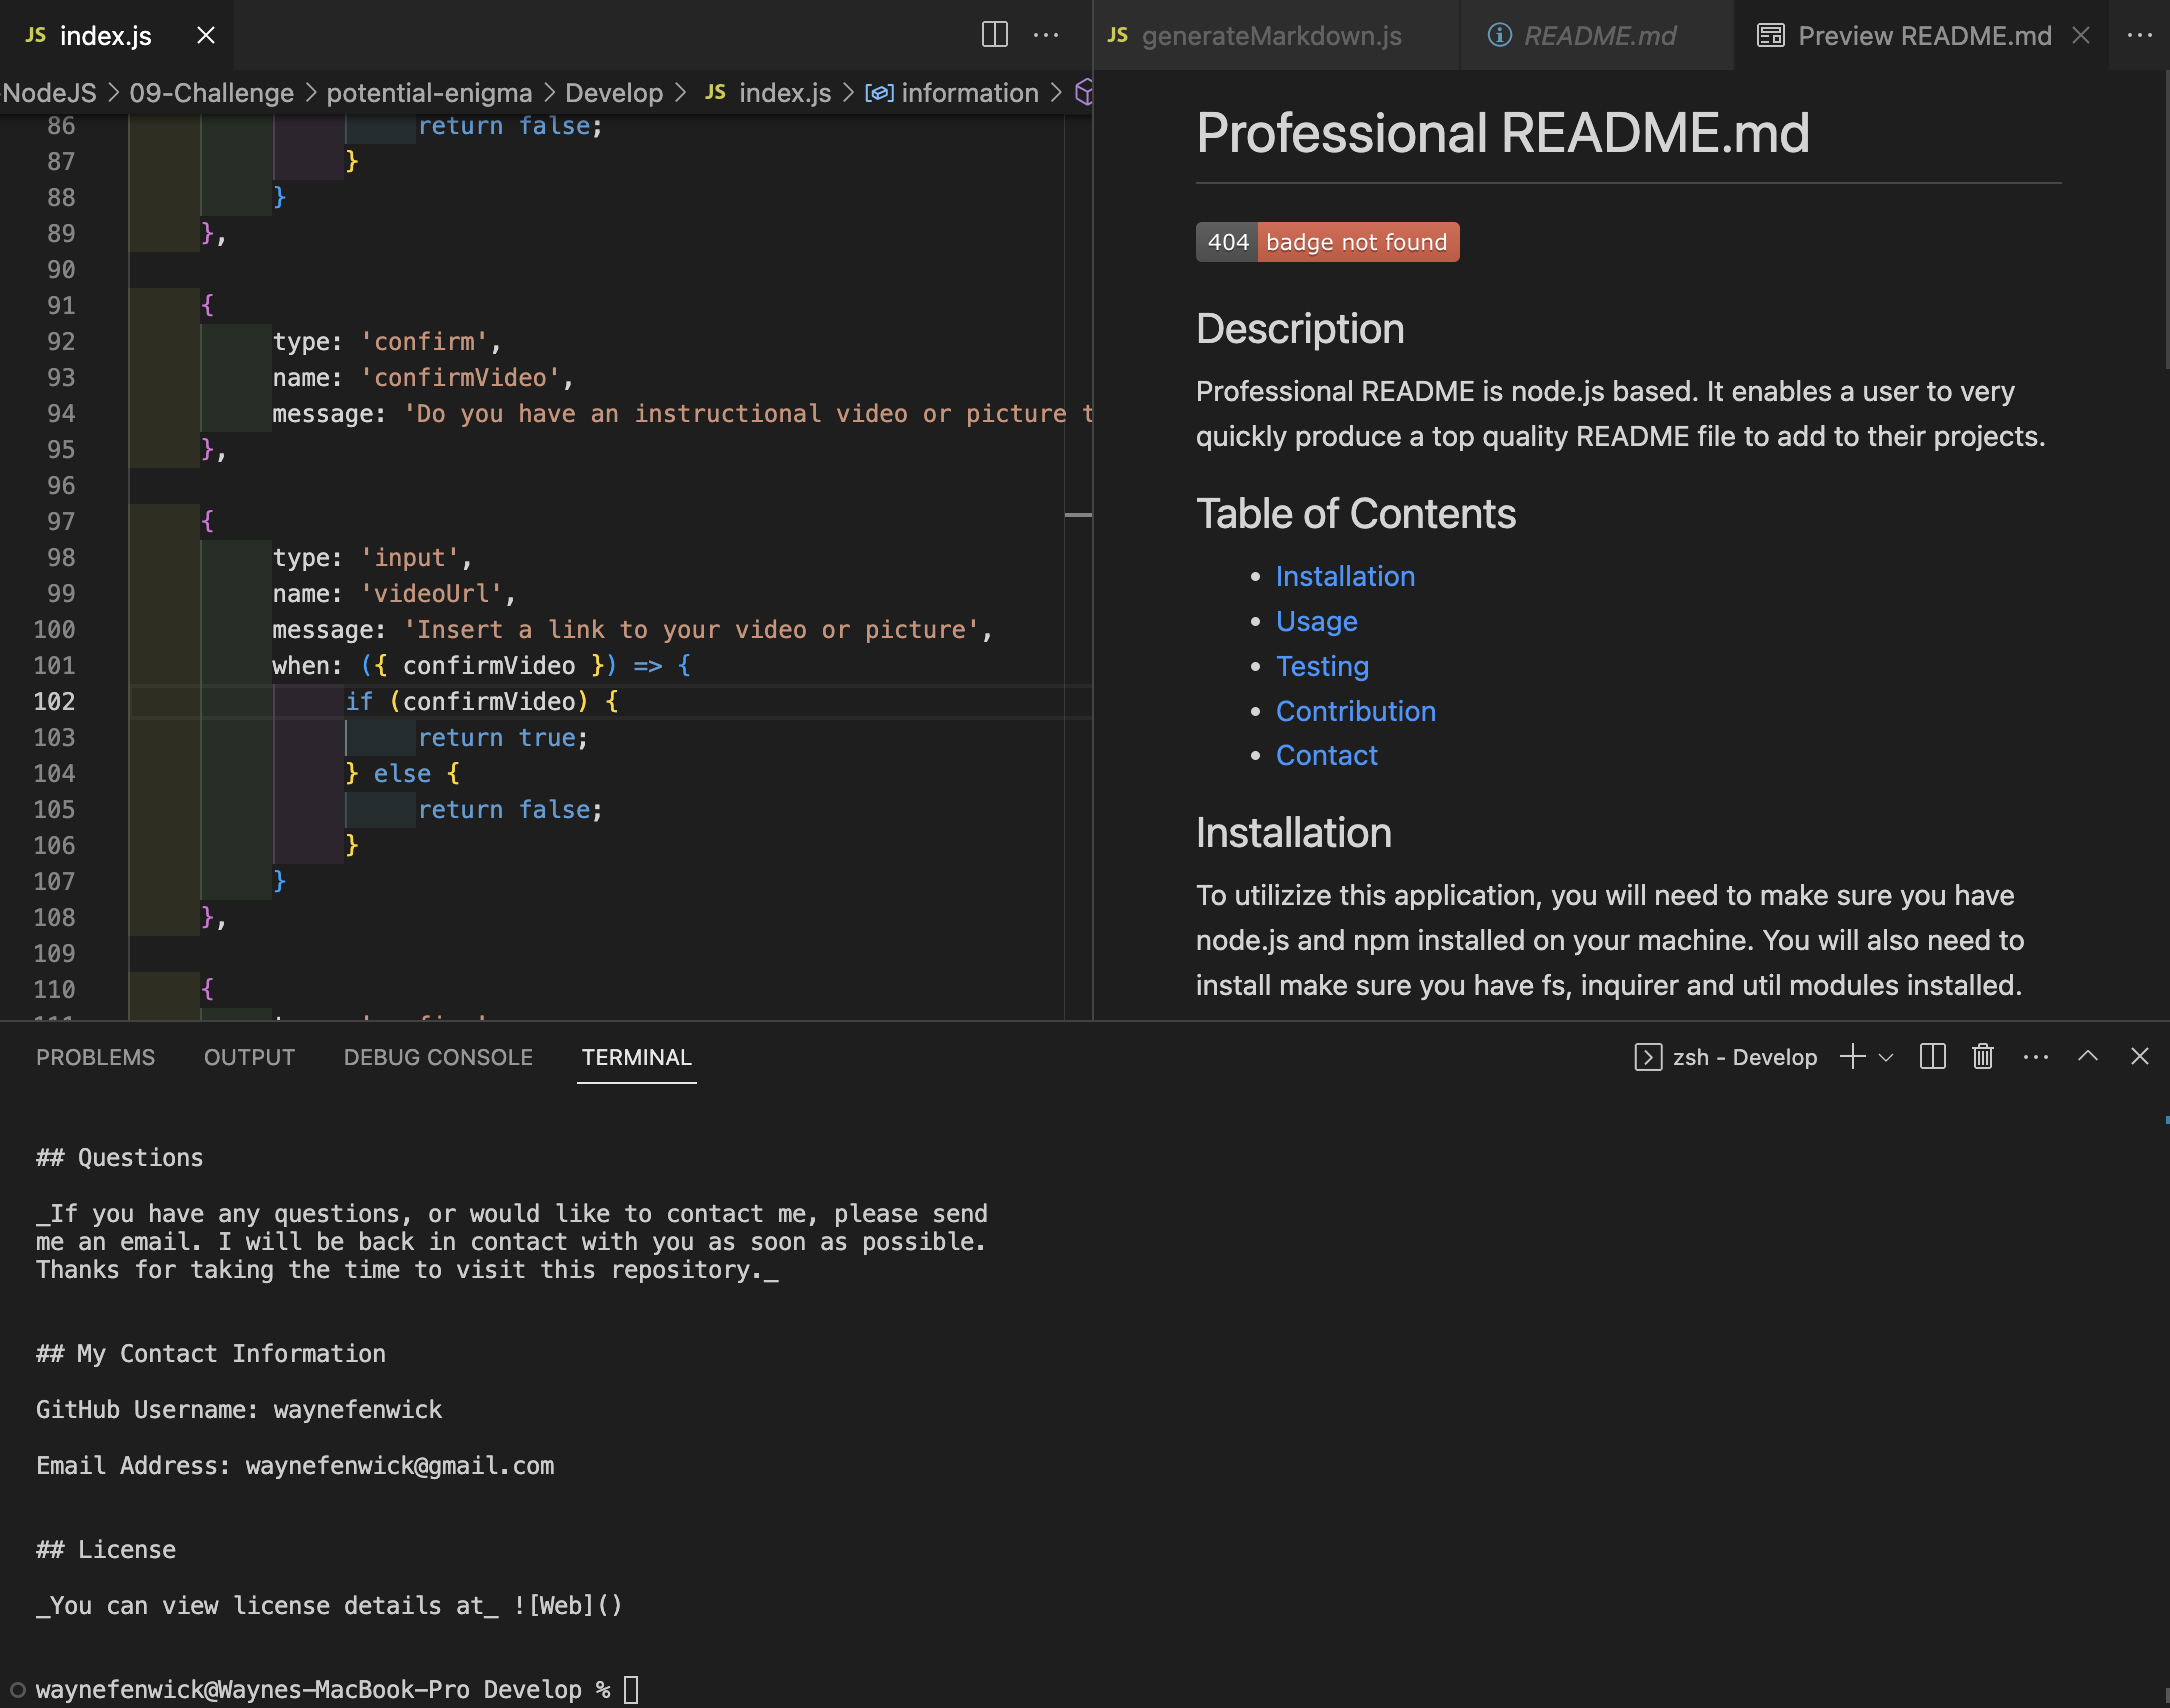 JS index.js
NodeJS > 09-Challenge > potential-enigma > Develop > JS index.js > information >
86 return false;
87 }
88 }
89 },
90
91 {
92 type: 'confirm',
93 name: 'confirmVideo',
94 message: 'Do you have an instructional video or picture t
95 },
96
97 {
98 type: 'input',
99 name: 'videoUrl',
100 message: 'Insert a link to your video or picture',
101 when: ({ confirmVideo }) => {
102 if (confirmVideo) {
103 return true;
104 } else {
105 return false;
106 }
107 }
108 },
109
110 {
JS generateMarkdown.js README.md Preview README.md
Professional README.md
404 badge not found
Description
Professional README is node.js based. It enables a user to very
quickly produce a top quality README file to add to their projects.
Table of Contents
• Installation
• Usage
• Testing
• Contribution
• Contact
Installation
To utilizize this application, you will need to make sure you have
node.js and npm installed on your machine. You will also need to
install make sure you have fs, inquirer and util modules installed.
PROBLEMS OUTPUT DEBUG CONSOLE TERMINAL
zsh - Develop
## Questions
_If you have any questions, or would like to contact me, please send
me an email. I will be back in contact with you as soon as possible.
Thanks for taking the time to visit this repository._
## My Contact Information
GitHub Username: waynefenwick
Email Address: waynefenwick@gmail.com
## License
_You can view license details at_ ![Web]()
waynefenwick@Waynes-MacBook-Pro Develop %